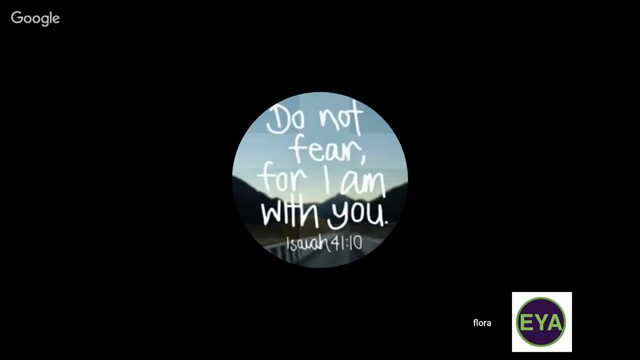 Google
Do not
fear,
for I am
with you.
Isaiah 41:10
flora
EYA